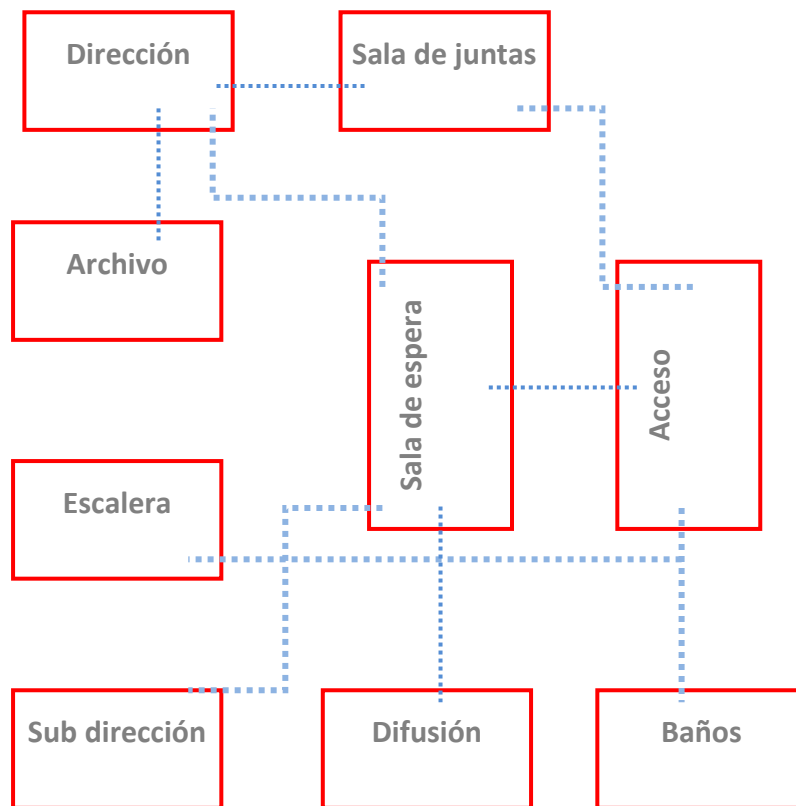 Dirección
Sala de juntas
Archivo
Sala de espera
Acceso
Escalera
Sub dirección
Difusión
Baños